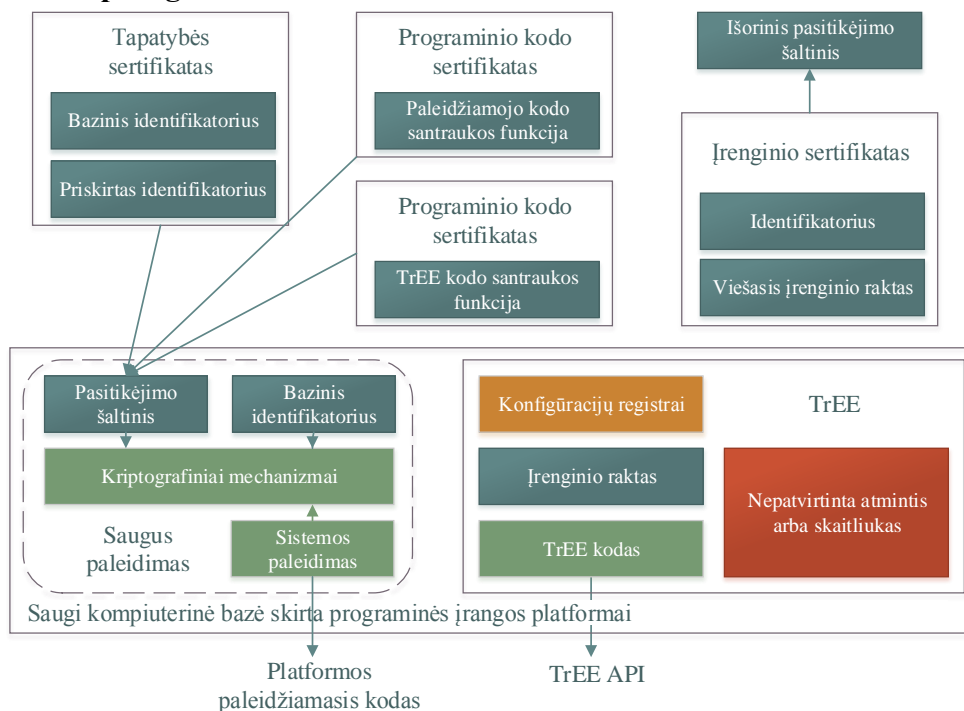 Tapatybės
sertifikatas
Bazinis identifikatorius
Priskirtas identifikatorius
Programinio kodo
sertifikatas
Paleidžiamojo kodo
santraukos funkcija
Programinio kodo
sertifikatas
TrEE kodo santraukos
funkcija
Išorinis pasitikėjimo
šaltinis
Įrenginio sertifikatas
Identifikatorius
Viešasis įrenginio raktas
Pasitikėjimo
šaltinis
Bazinis
identifikatorius
Kriptografiniai mechanizmai
Saugus
paleidimas
Sistemos
paleidimas
Konfigūracijų registrai
TrEE
Įrenginio raktas
Nepatvirtinta atmintis
arba skaitliukas
TrEE kodas
Saugi kompiuterinė bazė skirta programinės įrangos platformai
Platformos
paleidžiamasis kodas
TrEE API